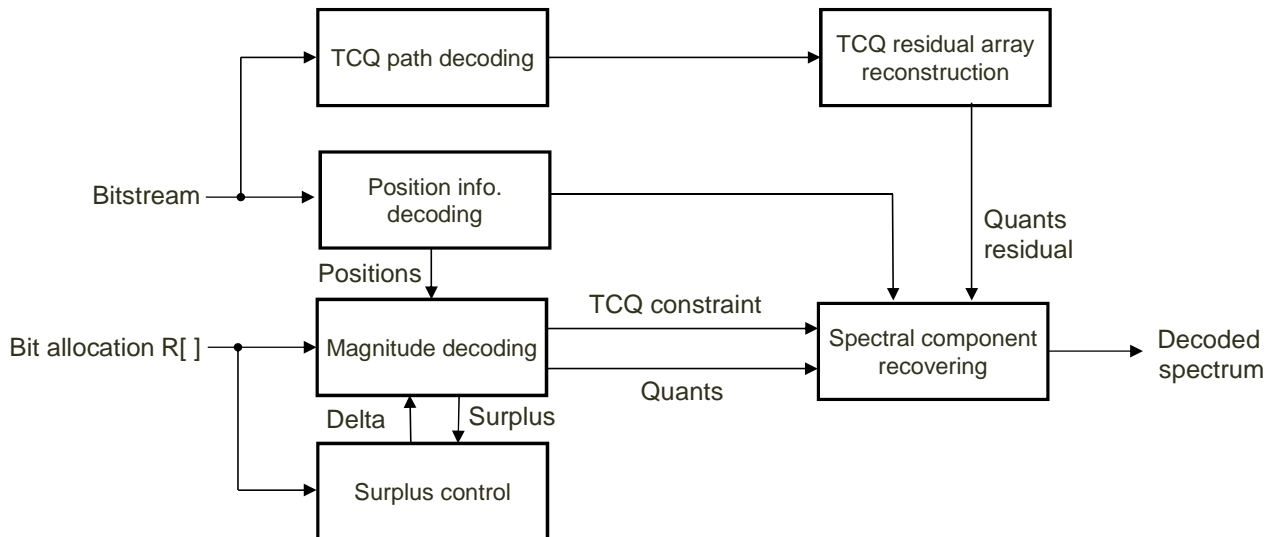 TCQ path decoding
TCQ residual array
reconstruction
Bitstream
Position info.
decoding
Quants
residual
Positions
TCQ constraint
Bit allocation R[ ]
Magnitude decoding
Spectral component
recovering
Decoded
spectrum
Quants
Delta
Surplus
Surplus control